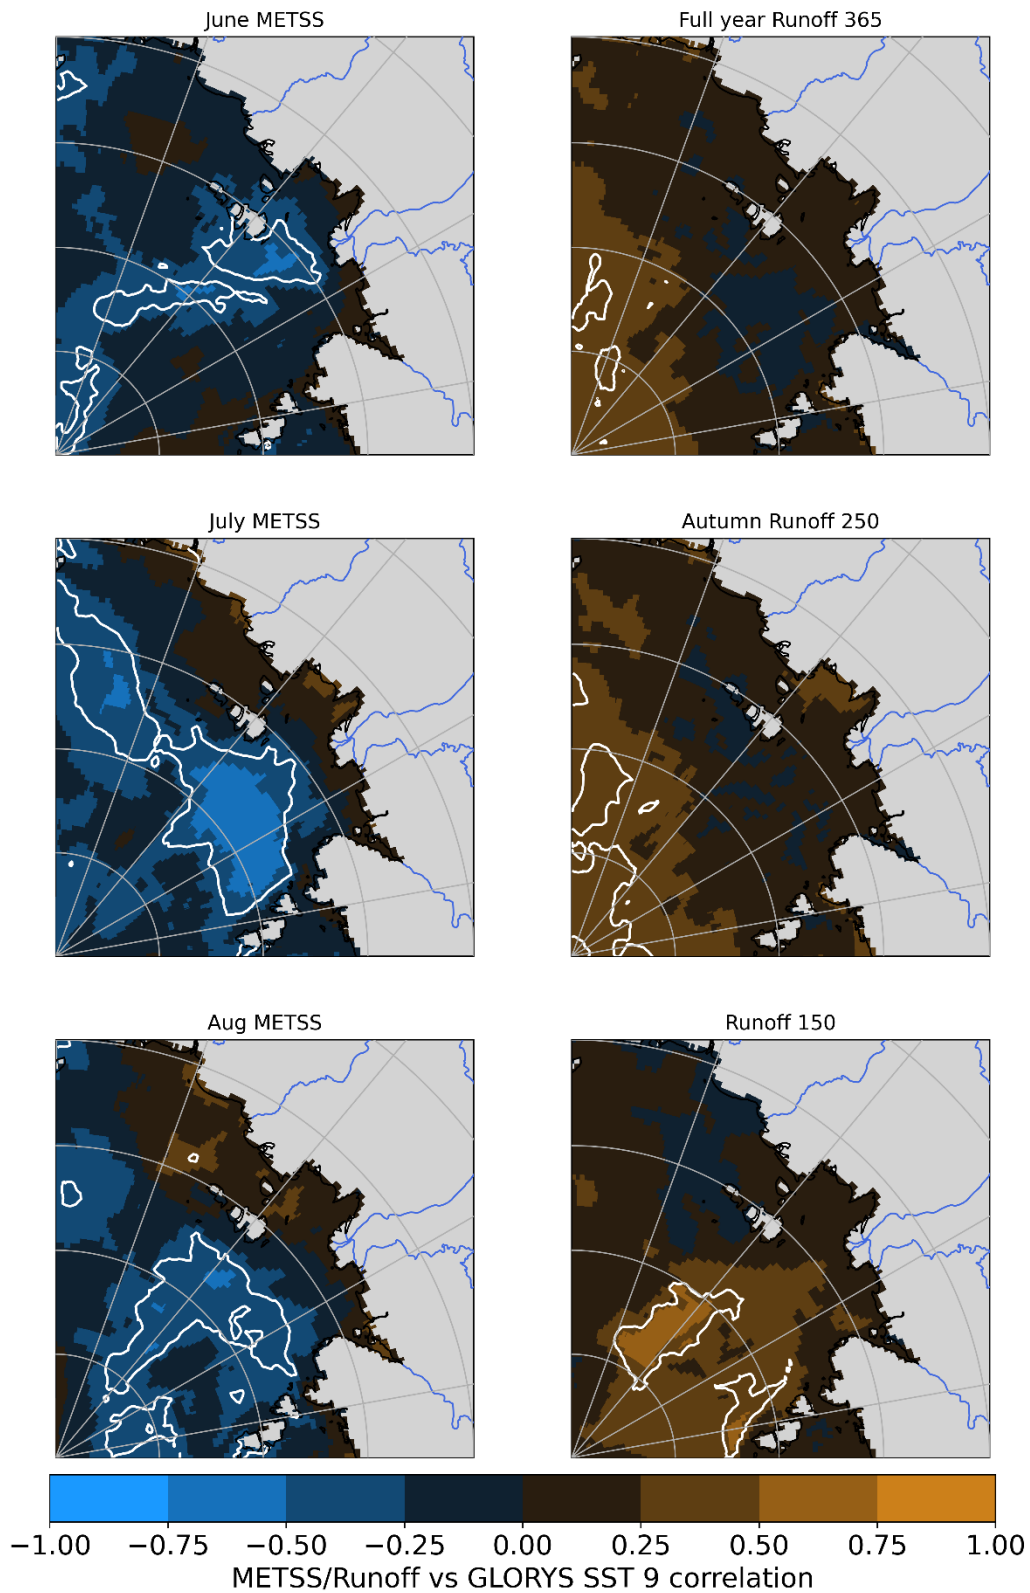 June METSS
Full year Runoff 365
July METSS
Autumn Runoff 250
Aug METSS
Runoff 150
−1.00 −0.75 −0.50 −0.25 0.00 0.25 0.50 0.75 1.00
METSS/Runoff vs GLORYS SST 9 correlation